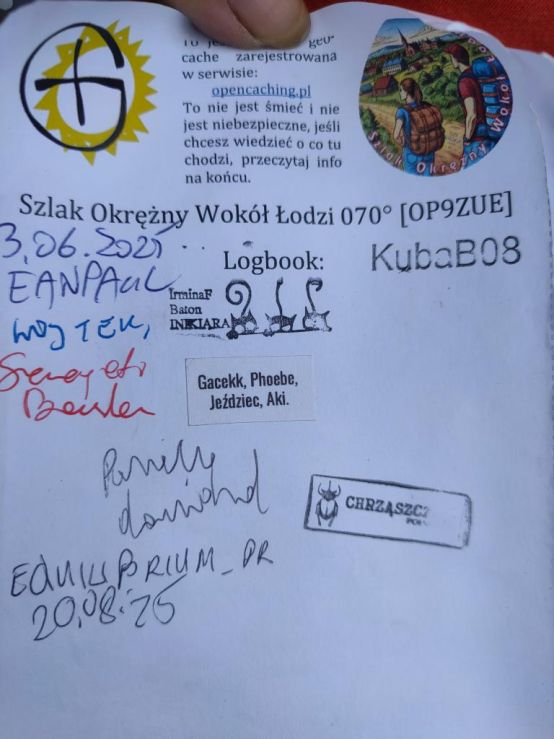 To jest geo-
cache zarejestrowana
w serwisie:
opencaching.pl
To nie jest śmieć i nie
jest niebezpieczne, jeśli
chcesz wiedzieć o co tu
chodzi, przeczytaj info
na końcu.
Szlak Okrężny Wokół
Szlak Okrężny Wokół Łodzi 070° [OP9ZUE]
3.06.2025
Logbook:
KubaB08
EANPAUL
IrminaF
Baton
INKIARA
WOJTEK,
Gacekk, Phoebe,
Jeździec, Aki.
CHRZĄSZCZ
EQUILIBRIUM_DR
20.08.25